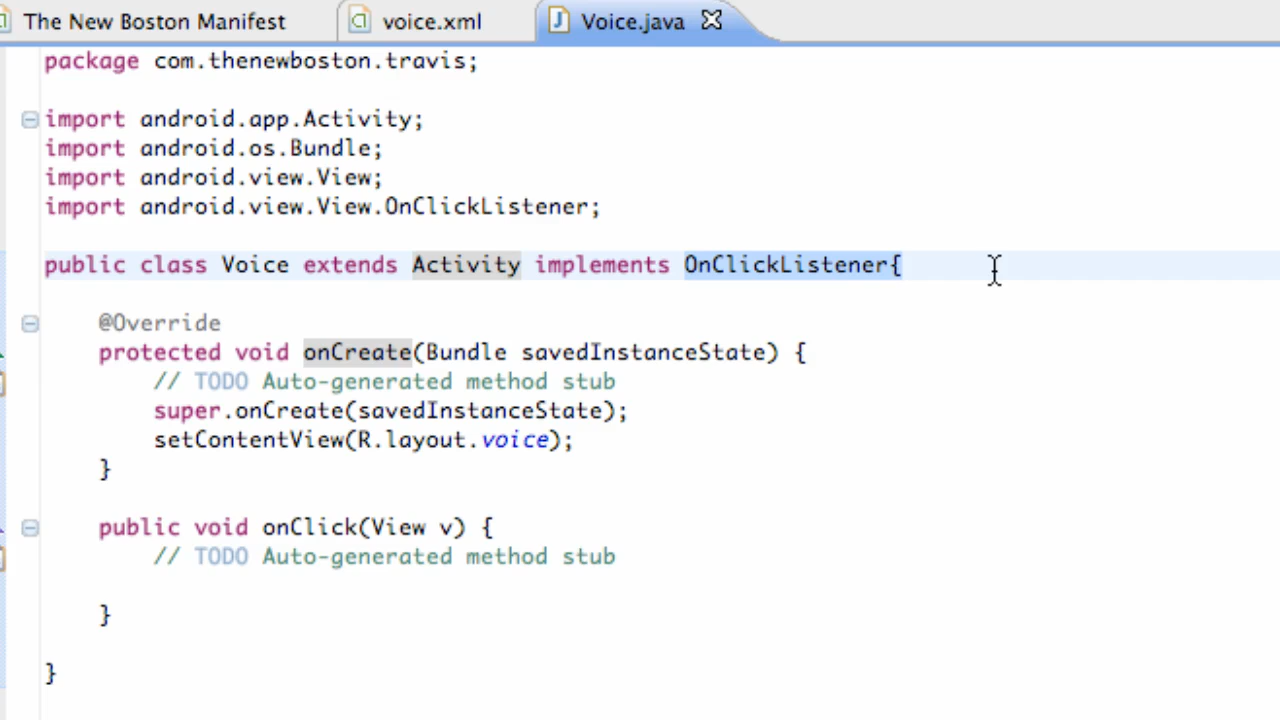 The New Boston Manifest voice.xml Voice.java
package com.thenewboston.travis;
import android.app.Activity;
import android.os.Bundle;
import android.view.View;
import android.view.View.OnClickListener;
public class Voice extends Activity implements OnClickListener{
@Override
protected void onCreate(Bundle savedInstanceState) {
// TODO Auto-generated method stub
super.onCreate(savedInstanceState);
setContentView(R.layout.voice);
}
public void onClick(View v) {
// TODO Auto-generated method stub
}
}